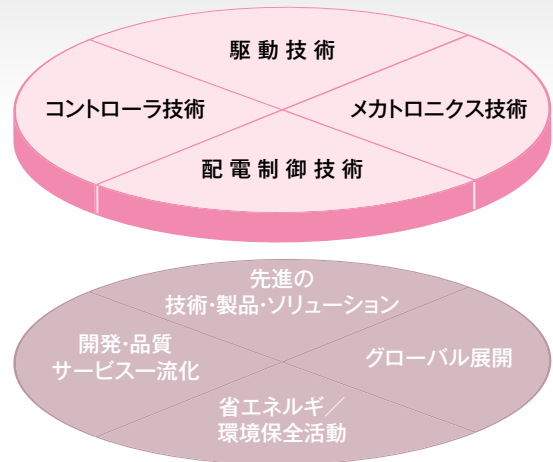 駆動技術
コントローラ技術
メカトロニクス技術
配電制御技術
先進の
技術・製品・ソリューション
開発・品質
サービス一流化
グローバル展開
省エネルギ／
環境保全活動